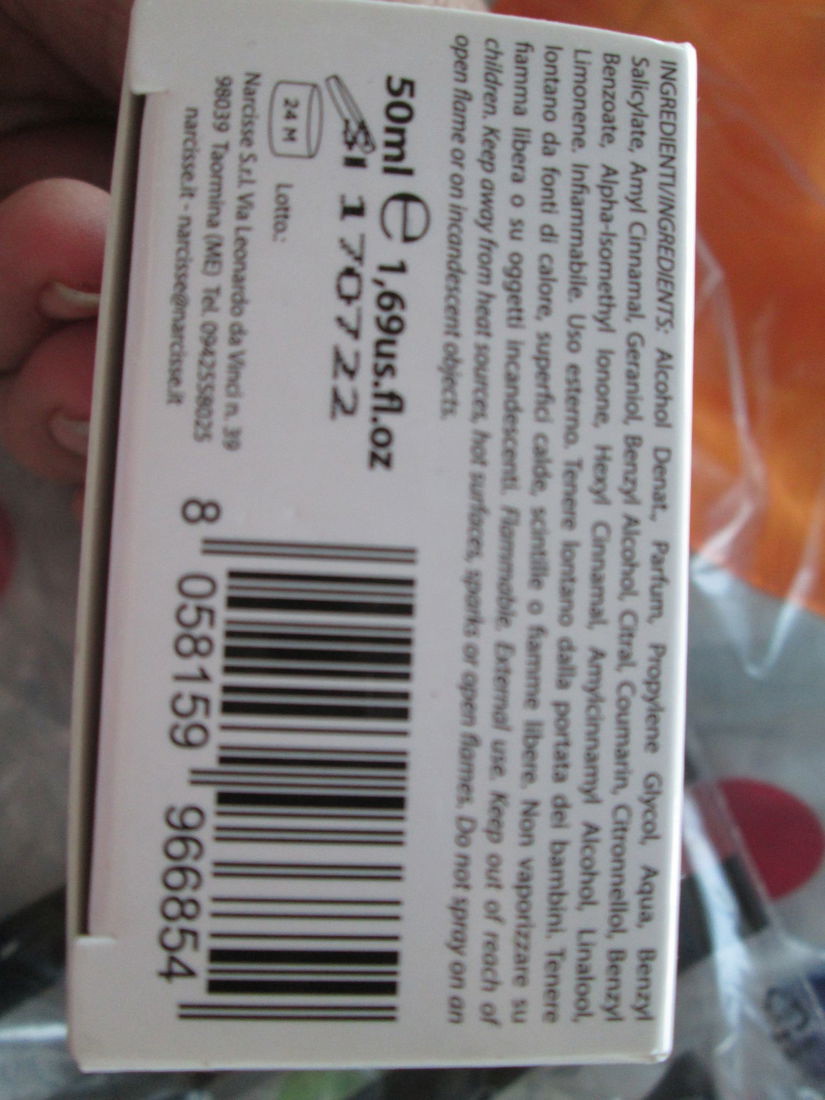 INGREDIENTI/INGREDIENTS: Alcohol Denat., Parfum, Propylene Glycol, Aqua, Benzyl
Salicylate, Amyl Cinnamal, Geraniol, Benzyl Alcohol, Citral, Coumarin, Citronnellol, Benzyl
Benzoate, Alpha-Isomethyl Ionone, Hexyl Cinnamal, Amylcinnamyl Alcohol, Linalool,
Limonene. Infiammabile. Uso esterno. Tenere lontano dalla portata dei bambini. Tenere
lontano da fonti di calore, superfici calde, scintille o fiamme libere. Non vaporizzare su
fiamma libera o su oggetti incandescenti. Flammable. External use. Keep out of reach of
children. Keep away from heat sources, hot surfaces, sparks or open flames. Do not spray on an
open flame or on incandescent objects.
50ml e 1,69us.fl.oz
170722
24 M Lotto.:
Narcisse S.r.l. Via Leonardo da Vinci n. 39
98039 Taormina (ME) Tel. 0942558025
narcisse.it - narcisse@narcisse.it
8 058159 966854